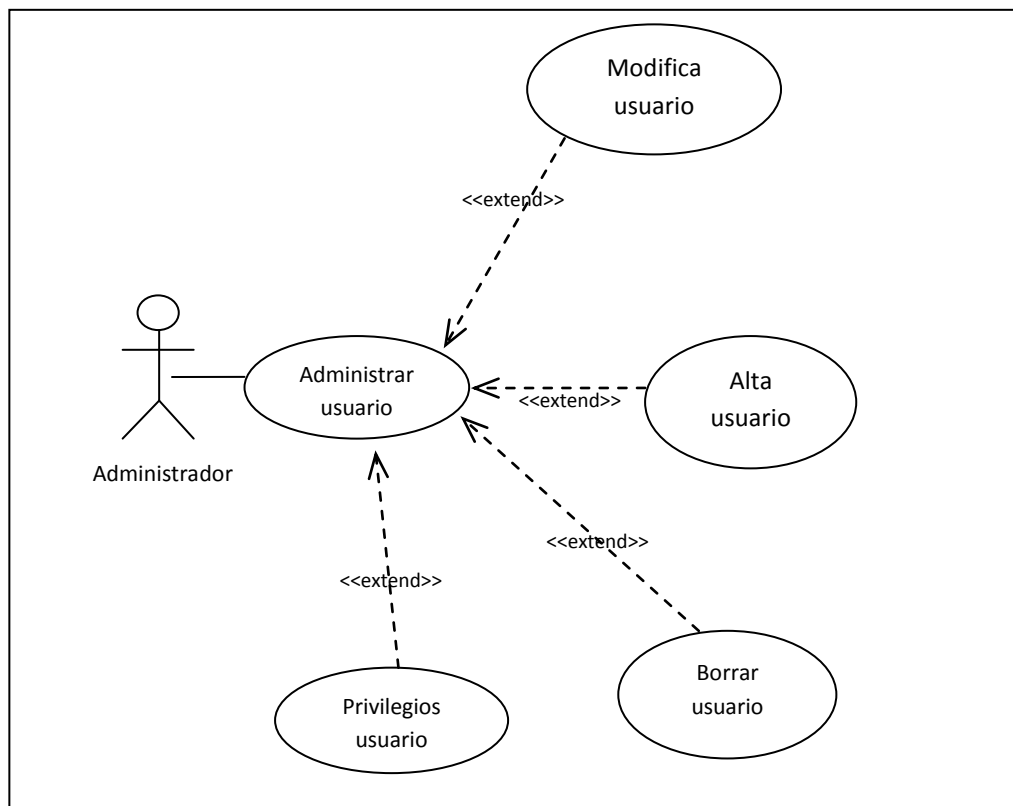 Modifica
usuario
<<extend>>
Administrar
usuario
Administrador
<<extend>>
Alta
usuario
<<extend>>
<<extend>>
Borrar
usuario
Privilegios
usuario